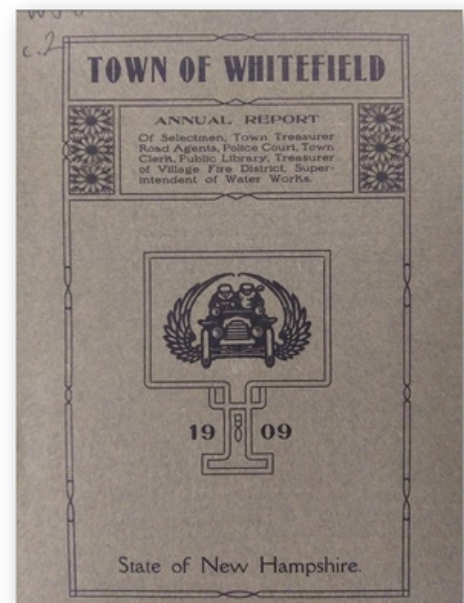 c.2
TOWN OF WHITEFIELD
ANNUAL REPORT
Of Selectmen, Town Treasurer
Road Agents, Police Court, Town
Clerk, Public Library, Treasurer
of Village Fire District, Super-
intendent of Water Works.
19 09
State of New Hampshire.